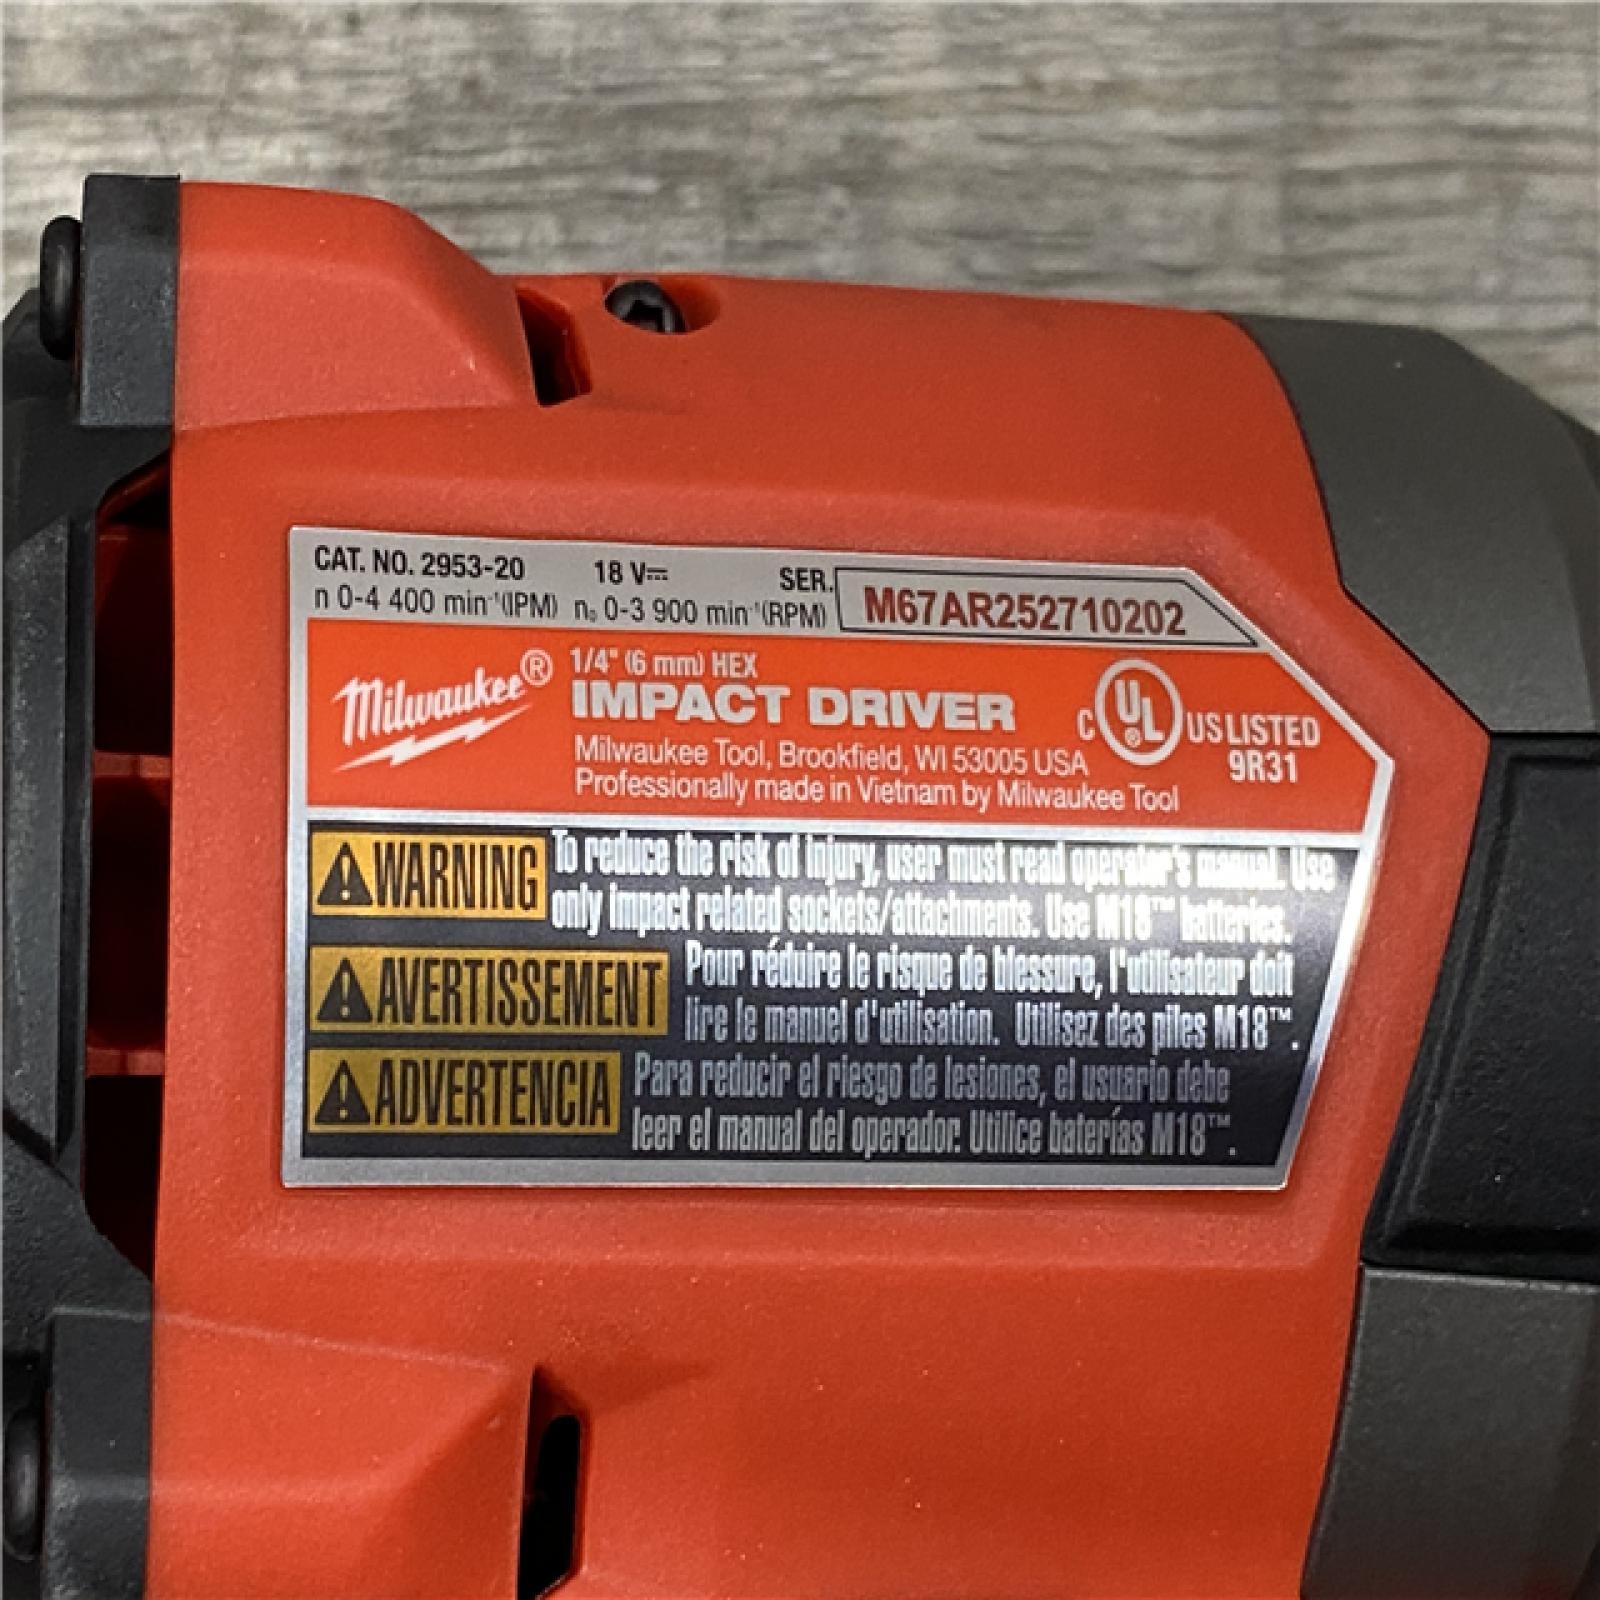 CAT. NO. 2953-20 18 V⎓ SER. M67AR252710202
n 0-4 400 min⁻¹(IPM) n₀ 0-3 900 min⁻¹(RPM)
Milwaukee® 1/4" (6 mm) HEX
IMPACT DRIVER
C UL® US LISTED
9R31
Milwaukee Tool, Brookfield, WI 53005 USA
Professionally made in Vietnam by Milwaukee Tool
WARNING To reduce the risk of injury, user must read operator's manual. Use
only impact related sockets/attachments. Use M18™ batteries.
AVERTISSEMENT Pour réduire le risque de blessure, l'utilisateur doit
lire le manuel d'utilisation. Utilisez des piles M18™.
ADVERTENCIA Para reducir el riesgo de lesiones, el usuario debe
leer el manual del operador. Utilice baterías M18™.